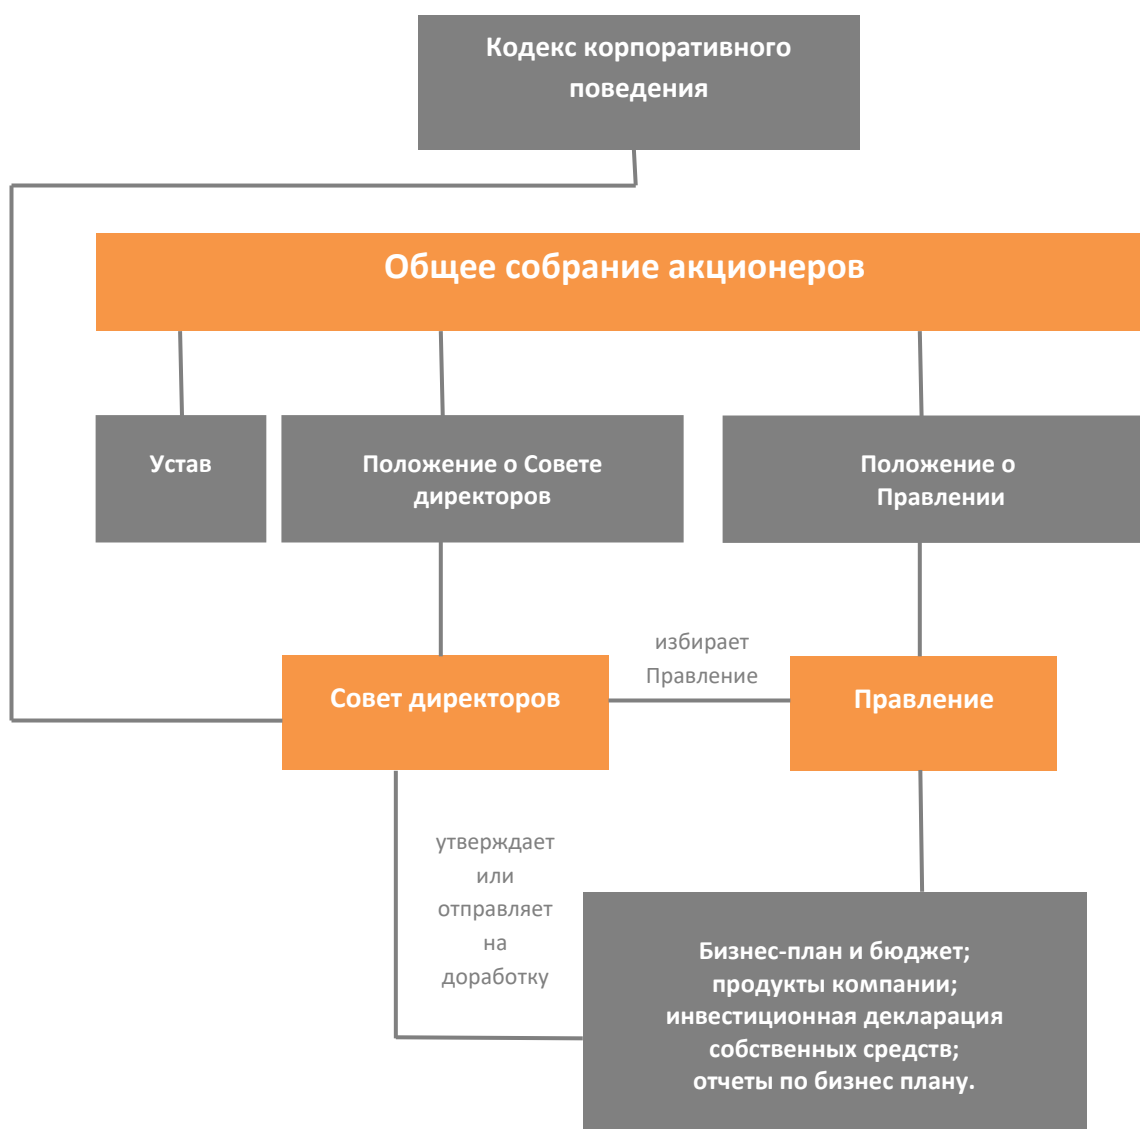 Кодекс корпоративного
поведения
Общее собрание акционеров
Устав
Положение о Совете
директоров
Положение о
Правлении
избирает
Правление
Совет директоров
Правление
утверждает
или
отправляет
на
доработку
Бизнес-план и бюджет;
продукты компании;
инвестиционная декларация
собственных средств;
отчеты по бизнес плану.